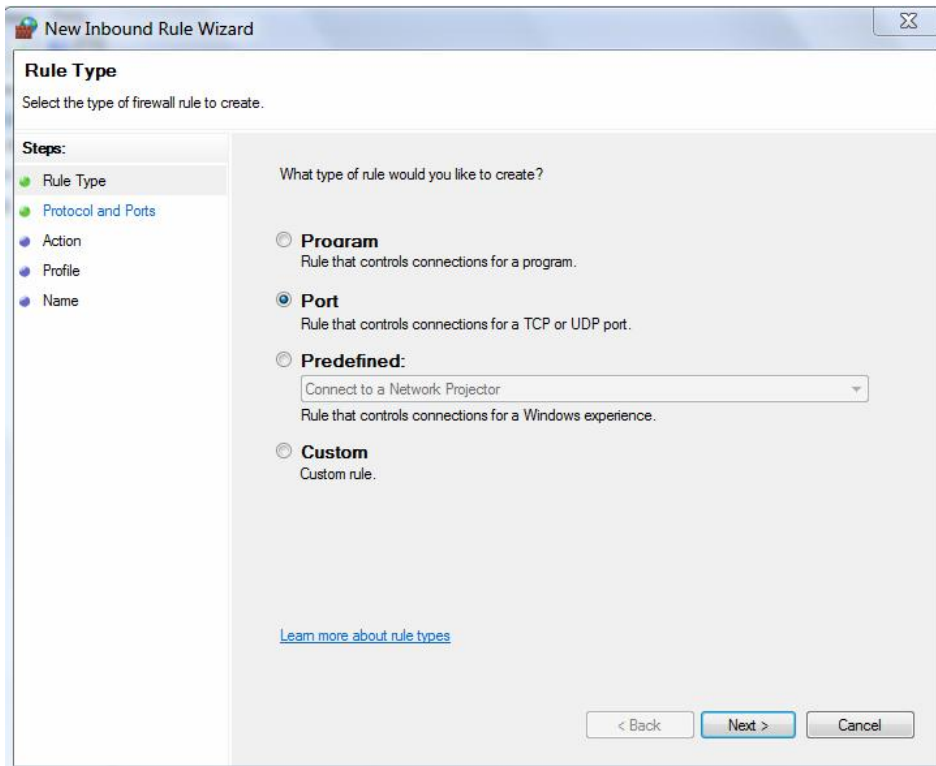 New Inbound Rule Wizard
Rule Type
Select the type of firewall rule to create.
Steps:
Rule Type
Protocol and Ports
Action
Profile
Name
What type of rule would you like to create?
Program
Rule that controls connections for a program.
Port
Rule that controls connections for a TCP or UDP port.
Predefined:
Connect to a Network Projector
Rule that controls connections for a Windows experience.
Custom
Custom rule.
Learn more about rule types
< Back Next > Cancel